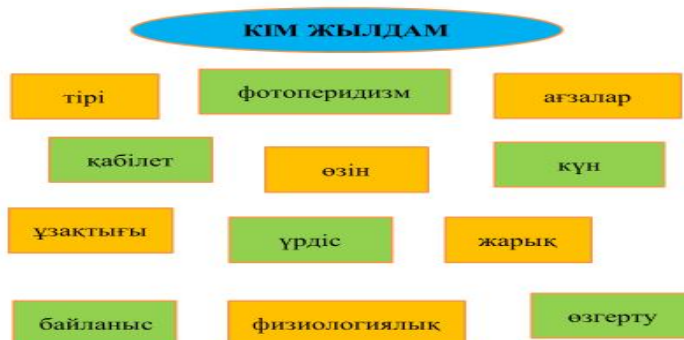 КІМ ЖЫЛДАМ
тірі
фотоперидизм
ағзалар
қабілет
өзін
күн
ұзақтығы
үрдіс
жарық
байланыс
физиологиялық
өзгерту